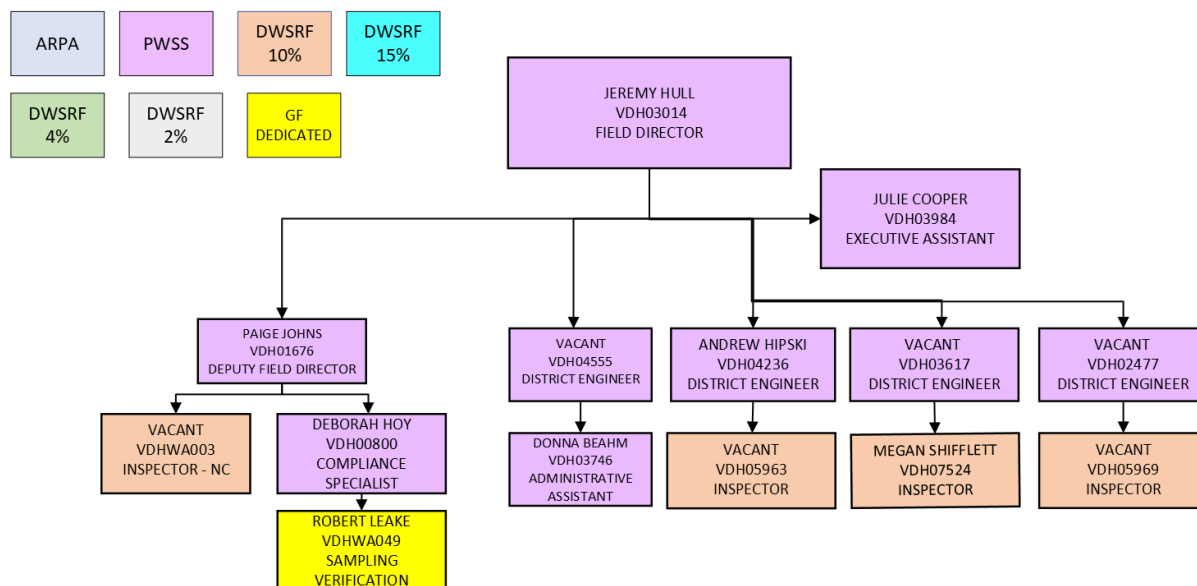 ARPA
PWSS
DWSRF
10%
DWSRF
15%
DWSRF
4%
DWSRF
2%
GF
DEDICATED
JEREMY HULL
VDH03014
FIELD DIRECTOR
JULIE COOPER
VDH03984
EXECUTIVE ASSISTANT
PAIGE JOHNS
VDH01676
DEPUTY FIELD DIRECTOR
VACANT
VDH04555
DISTRICT ENGINEER
ANDREW HIPSKI
VDH04236
DISTRICT ENGINEER
VACANT
VDH03617
DISTRICT ENGINEER
VACANT
VDH02477
DISTRICT ENGINEER
VACANT
VDHWA003
INSPECTOR - NC
DEBORAH HOY
VDH00800
COMPLIANCE
SPECIALIST
DONNA BEAHM
VDH03746
ADMINISTRATIVE
ASSISTANT
VACANT
VDH05963
INSPECTOR
MEGAN SHIFFLETT
VDH07524
INSPECTOR
VACANT
VDH05969
INSPECTOR
ROBERT LEAKE
VDHWA049
SAMPLING
VERIFICATION